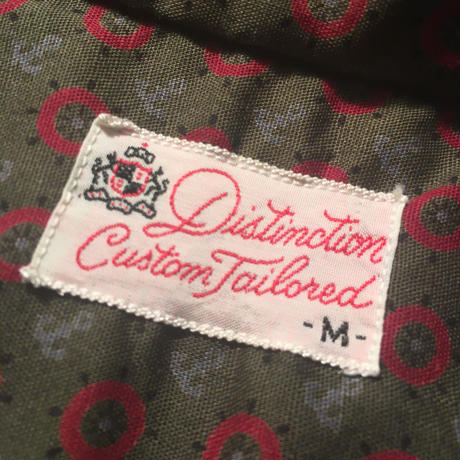 Distinction
Custom Tailored
-M-